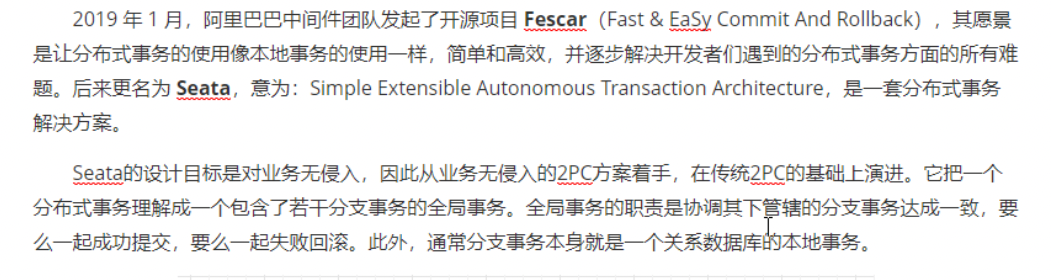 2019 年 1 月，阿里巴巴中间件团队发起了开源项目 Fescar（Fast & EaSy Commit And Rollback），其愿景
是让分布式事务的使用像本地事务的使用一样，简单和高效，并逐步解决开发者们遇到的分布式事务方面的所有难
题。后来更名为 Seata，意为：Simple Extensible Autonomous Transaction Architecture，是一套分布式事务
解决方案。
Seata的设计目标是对业务无侵入，因此从业务无侵入的2PC方案着手，在传统2PC的基础上演进。它把一个
分布式事务理解成一个包含了若干分支事务的全局事务。全局事务的职责是协调其下管辖的分支事务达成一致，要
么一起成功提交，要么一起失败回滚。此外，通常分支事务本身就是一个关系数据库的本地事务。